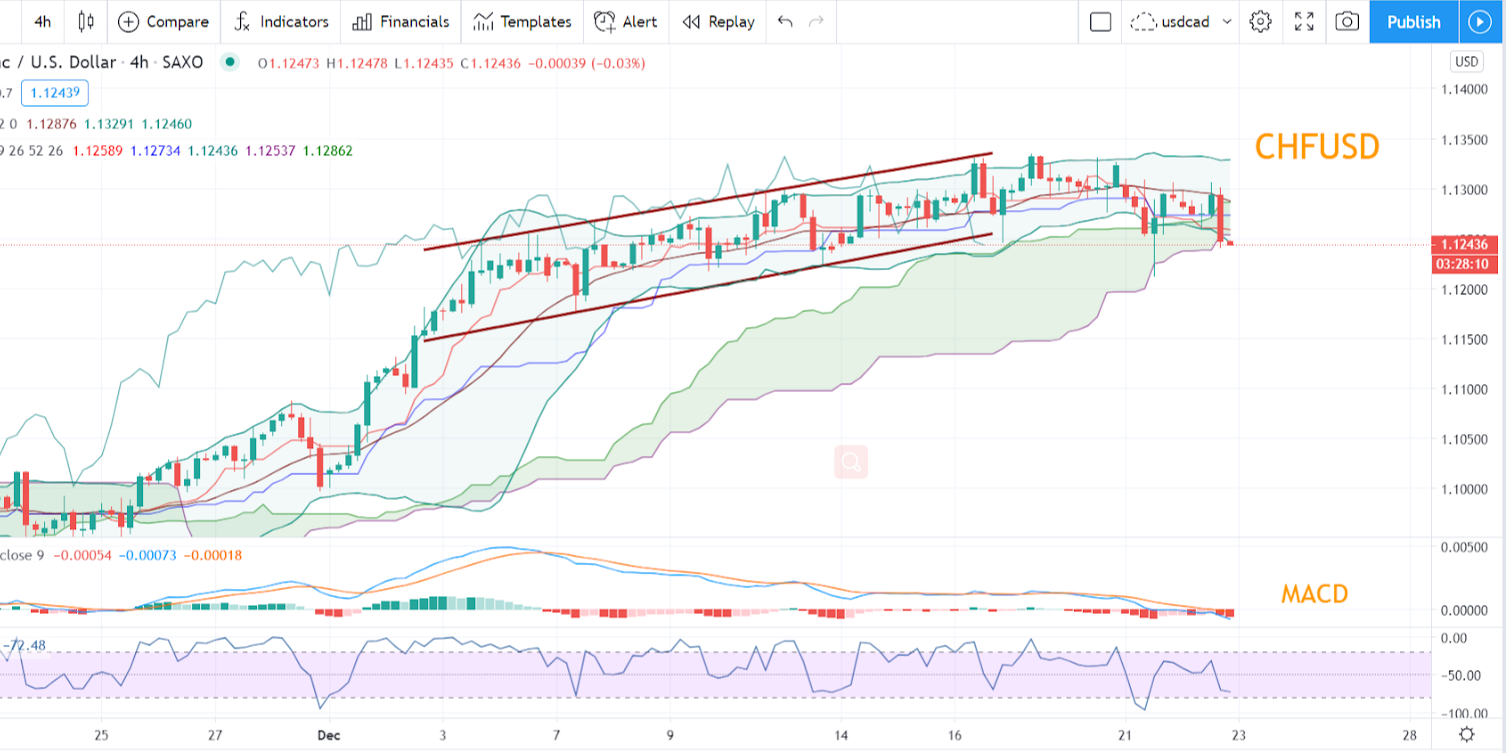 4h Compare Indicators Financials Templates Alert Replay usdcad Publish
c / U.S. Dollar · 4h · SAXO O1.12473 H1.12478 L1.12435 C1.12436 −0.00039 (−0.03%) USD
0.7 1.12439
2 0 1.12876 1.13291 1.12460
9 26 52 26 1.12589 1.12734 1.12436 1.12537 1.12862
CHFUSD
1.14000
1.13500
1.13000
1.12436
03:28:10
1.12000
1.11500
1.11000
1.10500
1.10000
close 9 −0.00054 −0.00073 −0.00018
MACD
0.00500
0.00000
−72.48
0.00
−50.00
−100.00
25 27 Dec 3 7 9 14 16 21 23 28